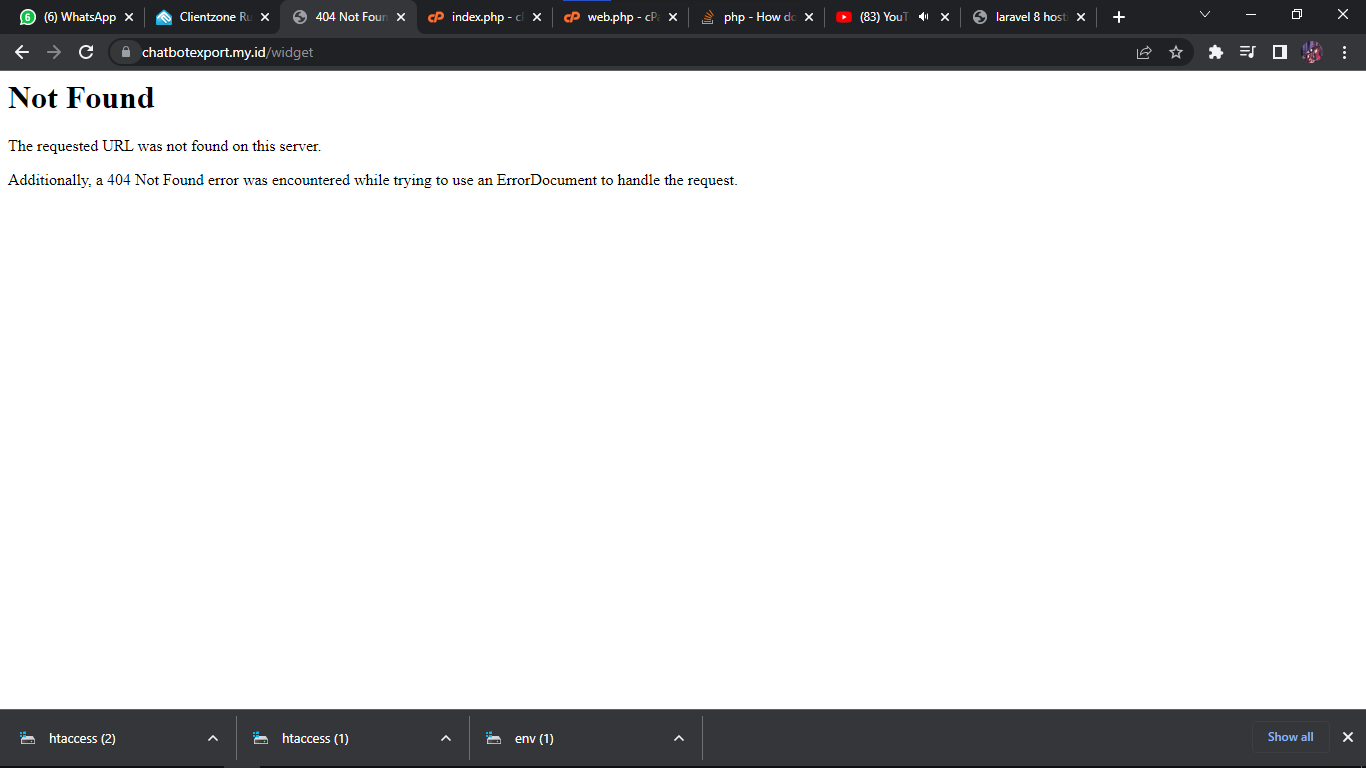 (6) WhatsApp
Clientzone Ru
404 Not Foun
index.php - cP
web.php - cPa
php - How do
(83) YouT
laravel 8 host
chatbotexport.my.id/widget
Not Found
The requested URL was not found on this server.
Additionally, a 404 Not Found error was encountered while trying to use an ErrorDocument to handle the request.
htaccess (2)
htaccess (1)
env (1)
Show all